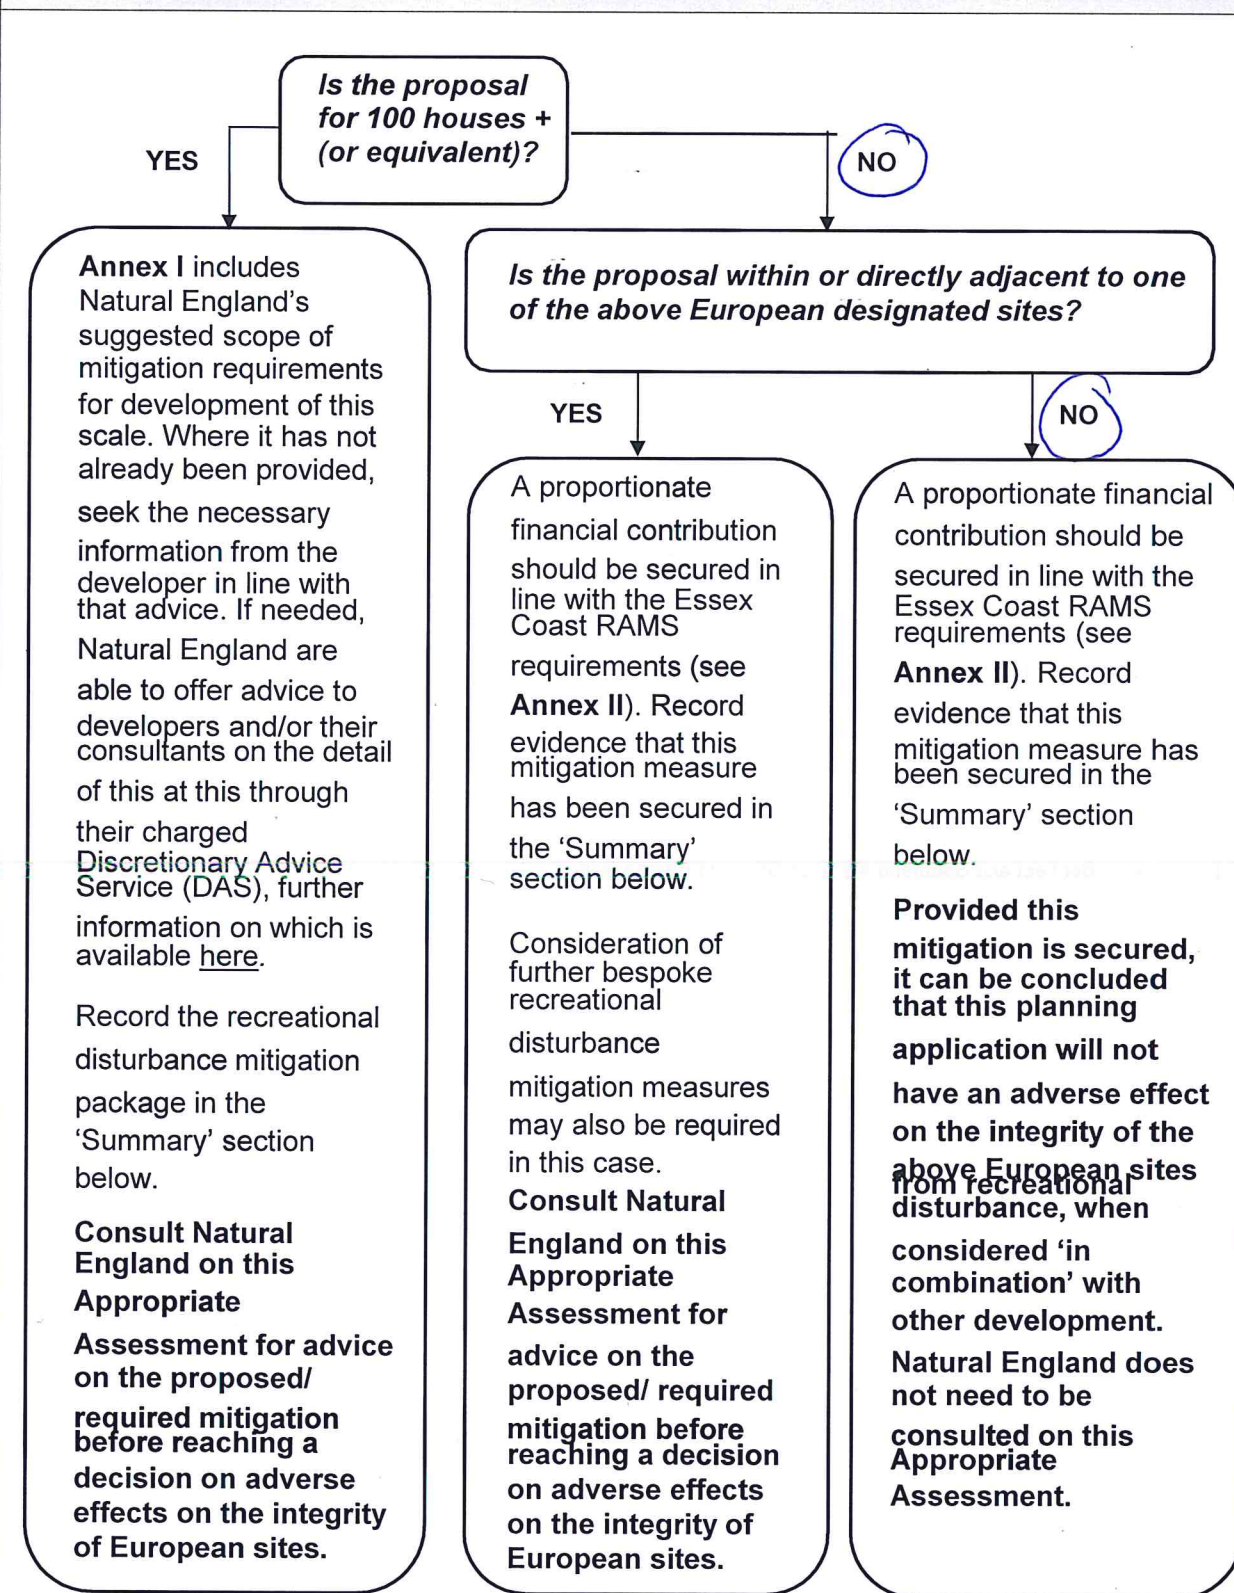 Is the proposal
for 100 houses +
(or equivalent)?
YES
NO
Annex I includes
Natural England's
suggested scope of
mitigation requirements
for development of this
scale. Where it has not
already been provided,
seek the necessary
information from the
developer in line with
that advice. If needed,
Natural England are
able to offer advice to
developers and/or their
consultants on the detail
of this at this through
their charged
Discretionary Advice
Service (DAS), further
information on which is
available here.
Record the recreational
disturbance mitigation
package in the
'Summary' section
below.
Consult Natural
England on this
Appropriate
Assessment for advice
on the proposed/
required mitigation
before reaching a
decision on adverse
effects on the integrity
of European sites.
Is the proposal within or directly adjacent to one
of the above European designated sites?
YES
NO
A proportionate
financial contribution
should be secured in
line with the Essex
Coast RAMS
requirements (see
Annex II). Record
evidence that this
mitigation measure
has been secured in
the 'Summary'
section below.
Consideration of
further bespoke
recreational
disturbance
mitigation measures
may also be required
in this case.
Consult Natural
England on this
Appropriate
Assessment for
advice on the
proposed/ required
mitigation before
reaching a decision
on adverse effects
on the integrity of
European sites.
A proportionate financial
contribution should be
secured in line with the
Essex Coast RAMS
requirements (see
Annex II). Record
evidence that this
mitigation measure has
been secured in the
'Summary' section
below.
Provided this
mitigation is secured,
it can be concluded
that this planning
application will not
have an adverse effect
on the integrity of the
above European sites
from recreational
disturbance, when
considered 'in
combination' with
other development.
Natural England does
not need to be
consulted on this
Appropriate
Assessment.